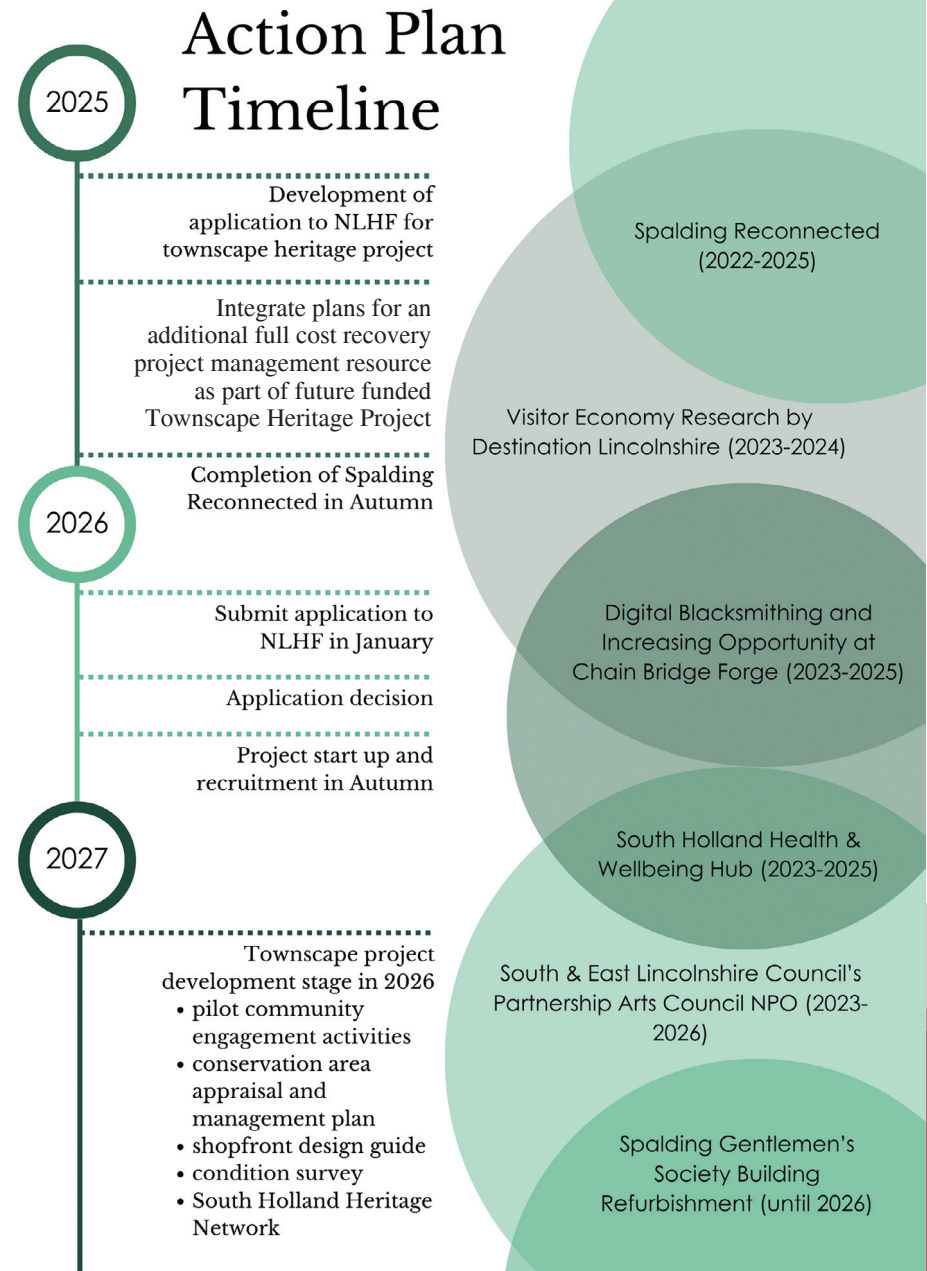 Action Plan
Timeline
2025
Development of
application to NLHF for
townscape heritage project
Integrate plans for an
additional full cost recovery
project management resource
as part of future funded
Townscape Heritage Project
Completion of Spalding
Reconnected in Autumn
2026
Submit application to
NLHF in January
Application decision
Project start up and
recruitment in Autumn
2027
Townscape project
development stage in 2026
• pilot community
engagement activities
• conservation area
appraisal and
management plan
• shopfront design guide
• condition survey
• South Holland Heritage
Network
Spalding Reconnected
(2022-2025)
Visitor Economy Research by
Destination Lincolnshire (2023-2024)
Digital Blacksmithing and
Increasing Opportunity at
Chain Bridge Forge (2023-2025)
South Holland Health &
Wellbeing Hub (2023-2025)
South & East Lincolnshire Council’s
Partnership Arts Council NPO (2023-
2026)
Spalding Gentlemen’s
Society Building
Refurbishment (until 2026)